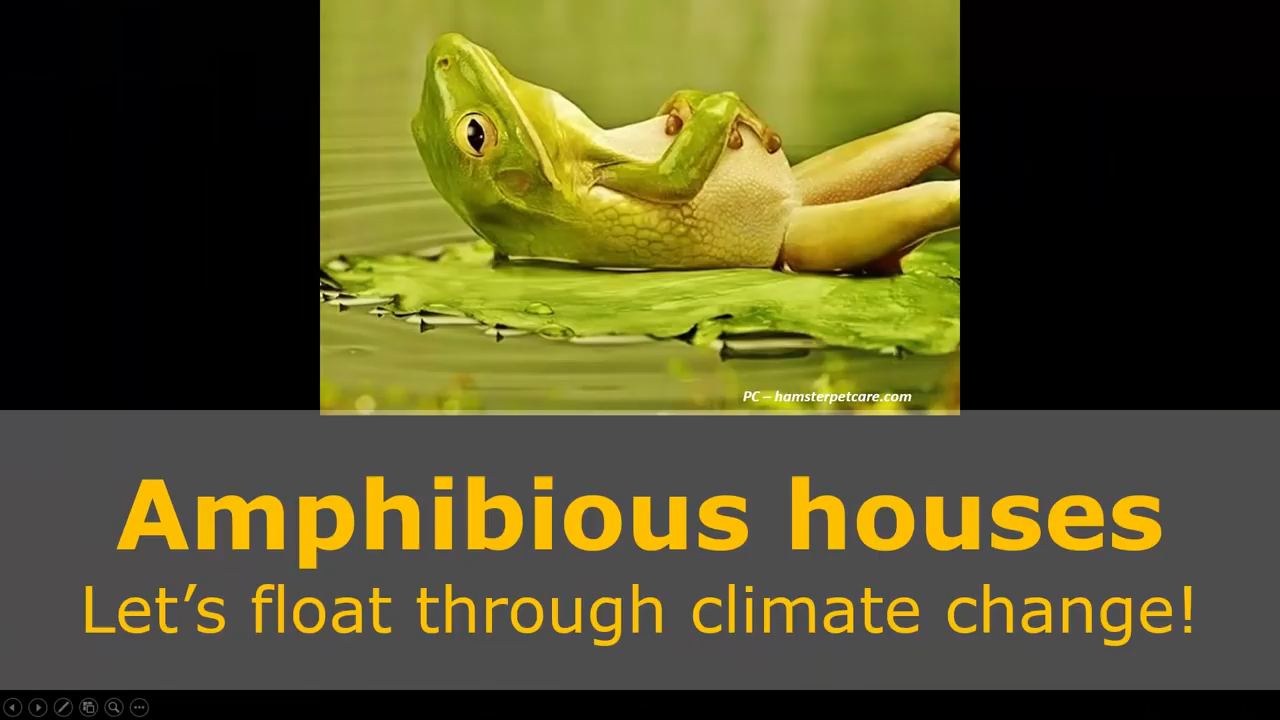 PC – hamsterpetcare.com
Amphibious houses
Let’s float through climate change!